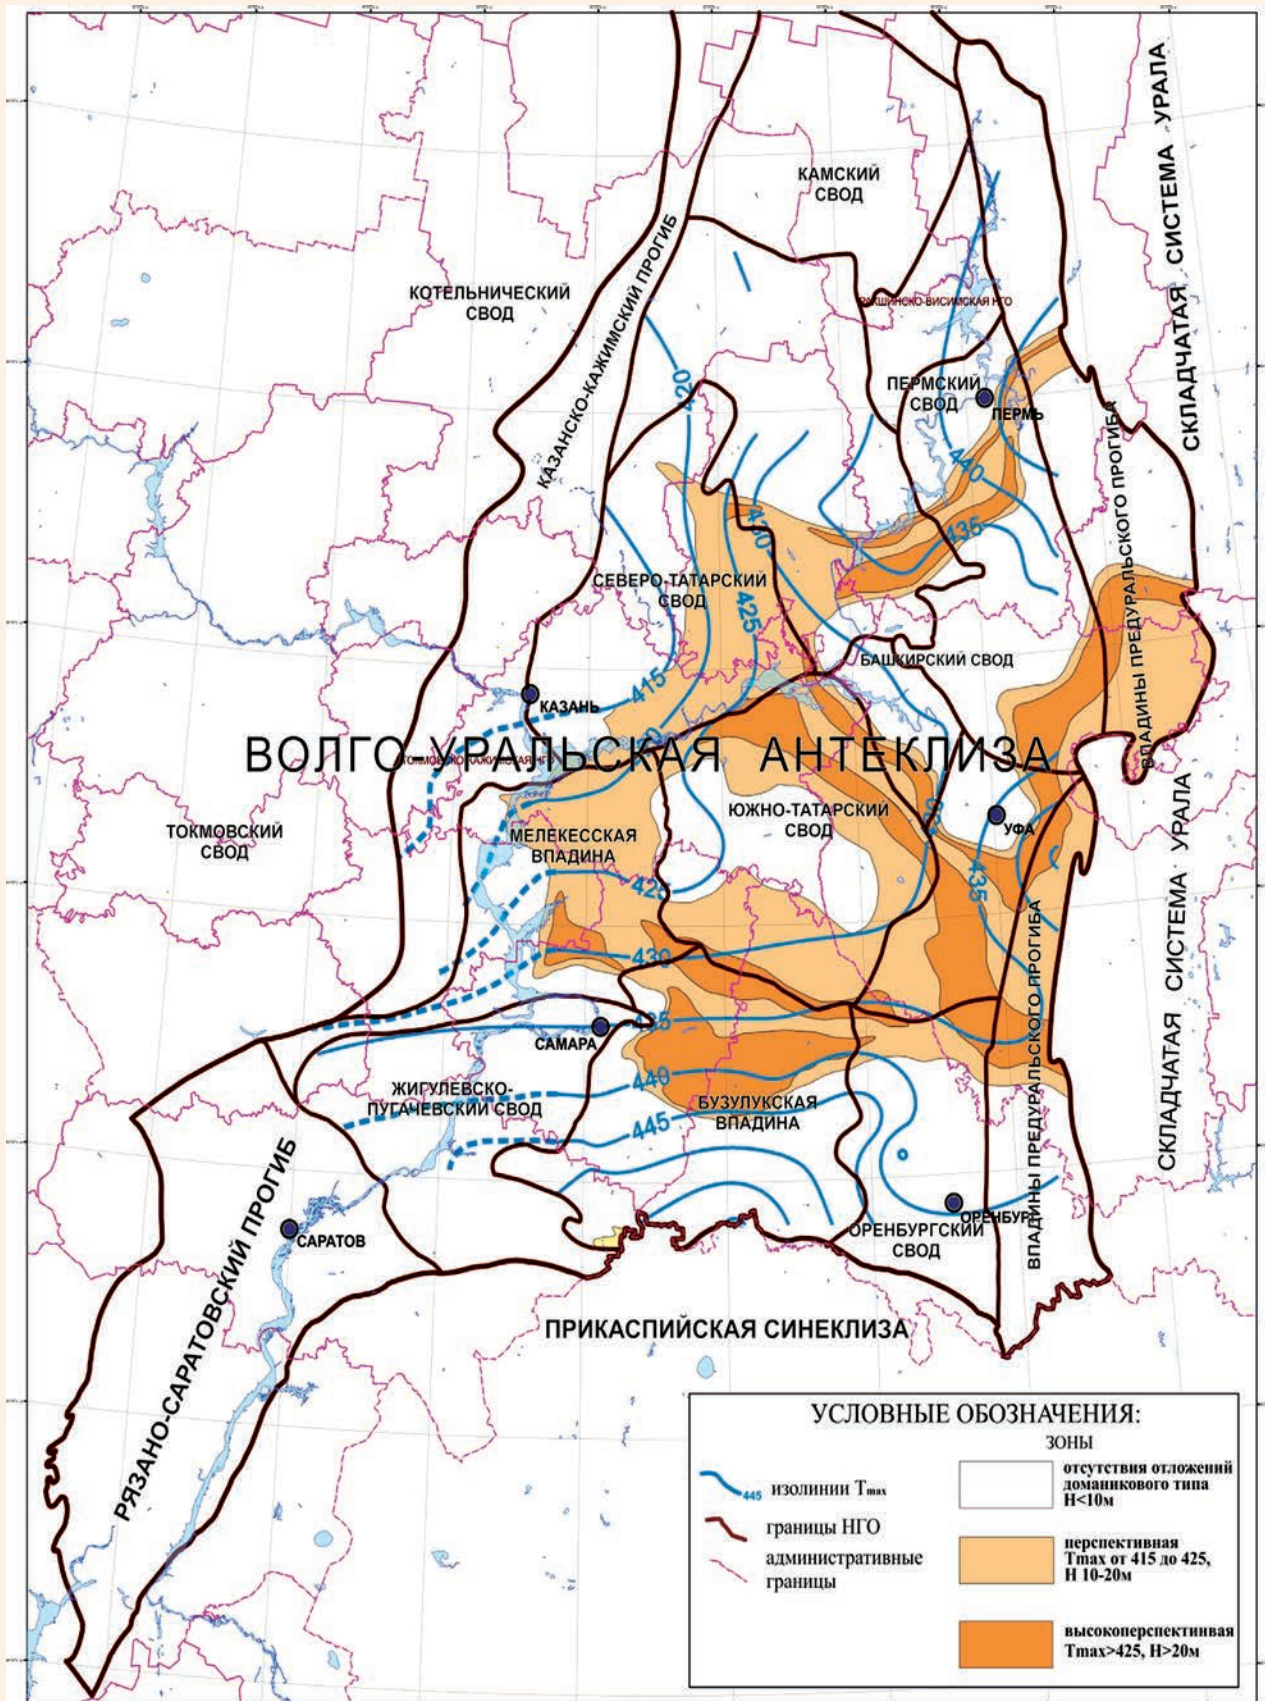 СКЛАДЧАТАЯ СИСТЕМА УРАЛА
КАМСКИЙ
СВОД
КАЗАНСКО-КАЖИМСКИЙ ПРОГИБ
КОТЕЛЬНИЧЕСКИЙ
СВОД
ВИСИМСКАЯ НГО
420
ПЕРМСКИЙ
СВОД
ПЕРМЬ
440
430
435
ВПАДИНЫ ПРЕДУРАЛЬСКОГО ПРОГИБА
СЕВЕРО-ТАТАРСКИЙ
СВОД
425
БАШКИРСКИЙ СВОД
415
КАЗАНЬ
ВОЛГО-УРАЛЬСКАЯ АНТЕКЛИЗА
ТОКМОВСКИЙ
СВОД
МЕЛЕКЕССКАЯ
ВПАДИНА
ЮЖНО-ТАТАРСКИЙ
СВОД
УФА
425
435
430
435
САМАРА
СКЛАДЧАТАЯ СИСТЕМА УРАЛА
ВПАДИНЫ ПРЕДУРАЛЬСКОГО ПРОГИБА
440
ЖИГУЛЕВСКО-
ПУГАЧЕВСКИЙ СВОД
БУЗУЛУКСКАЯ
ВПАДИНА
445
ОРЕНБУРГ
ОРЕНБУРГСКИЙ
СВОД
САРАТОВ
РЯЗАНО-САРАТОВСКИЙ ПРОГИБ
ПРИКАСПИЙСКАЯ СИНЕКЛИЗА
УСЛОВНЫЕ ОБОЗНАЧЕНИЯ:
ЗОНЫ
445 изолинии Tmax
границы НГО
административные
границы
отсутствия отложений
доманикового типа
H<10м
перспективная
Tmax от 415 до 425,
H 10-20м
высокоперспектинвая
Tmax>425, H>20м